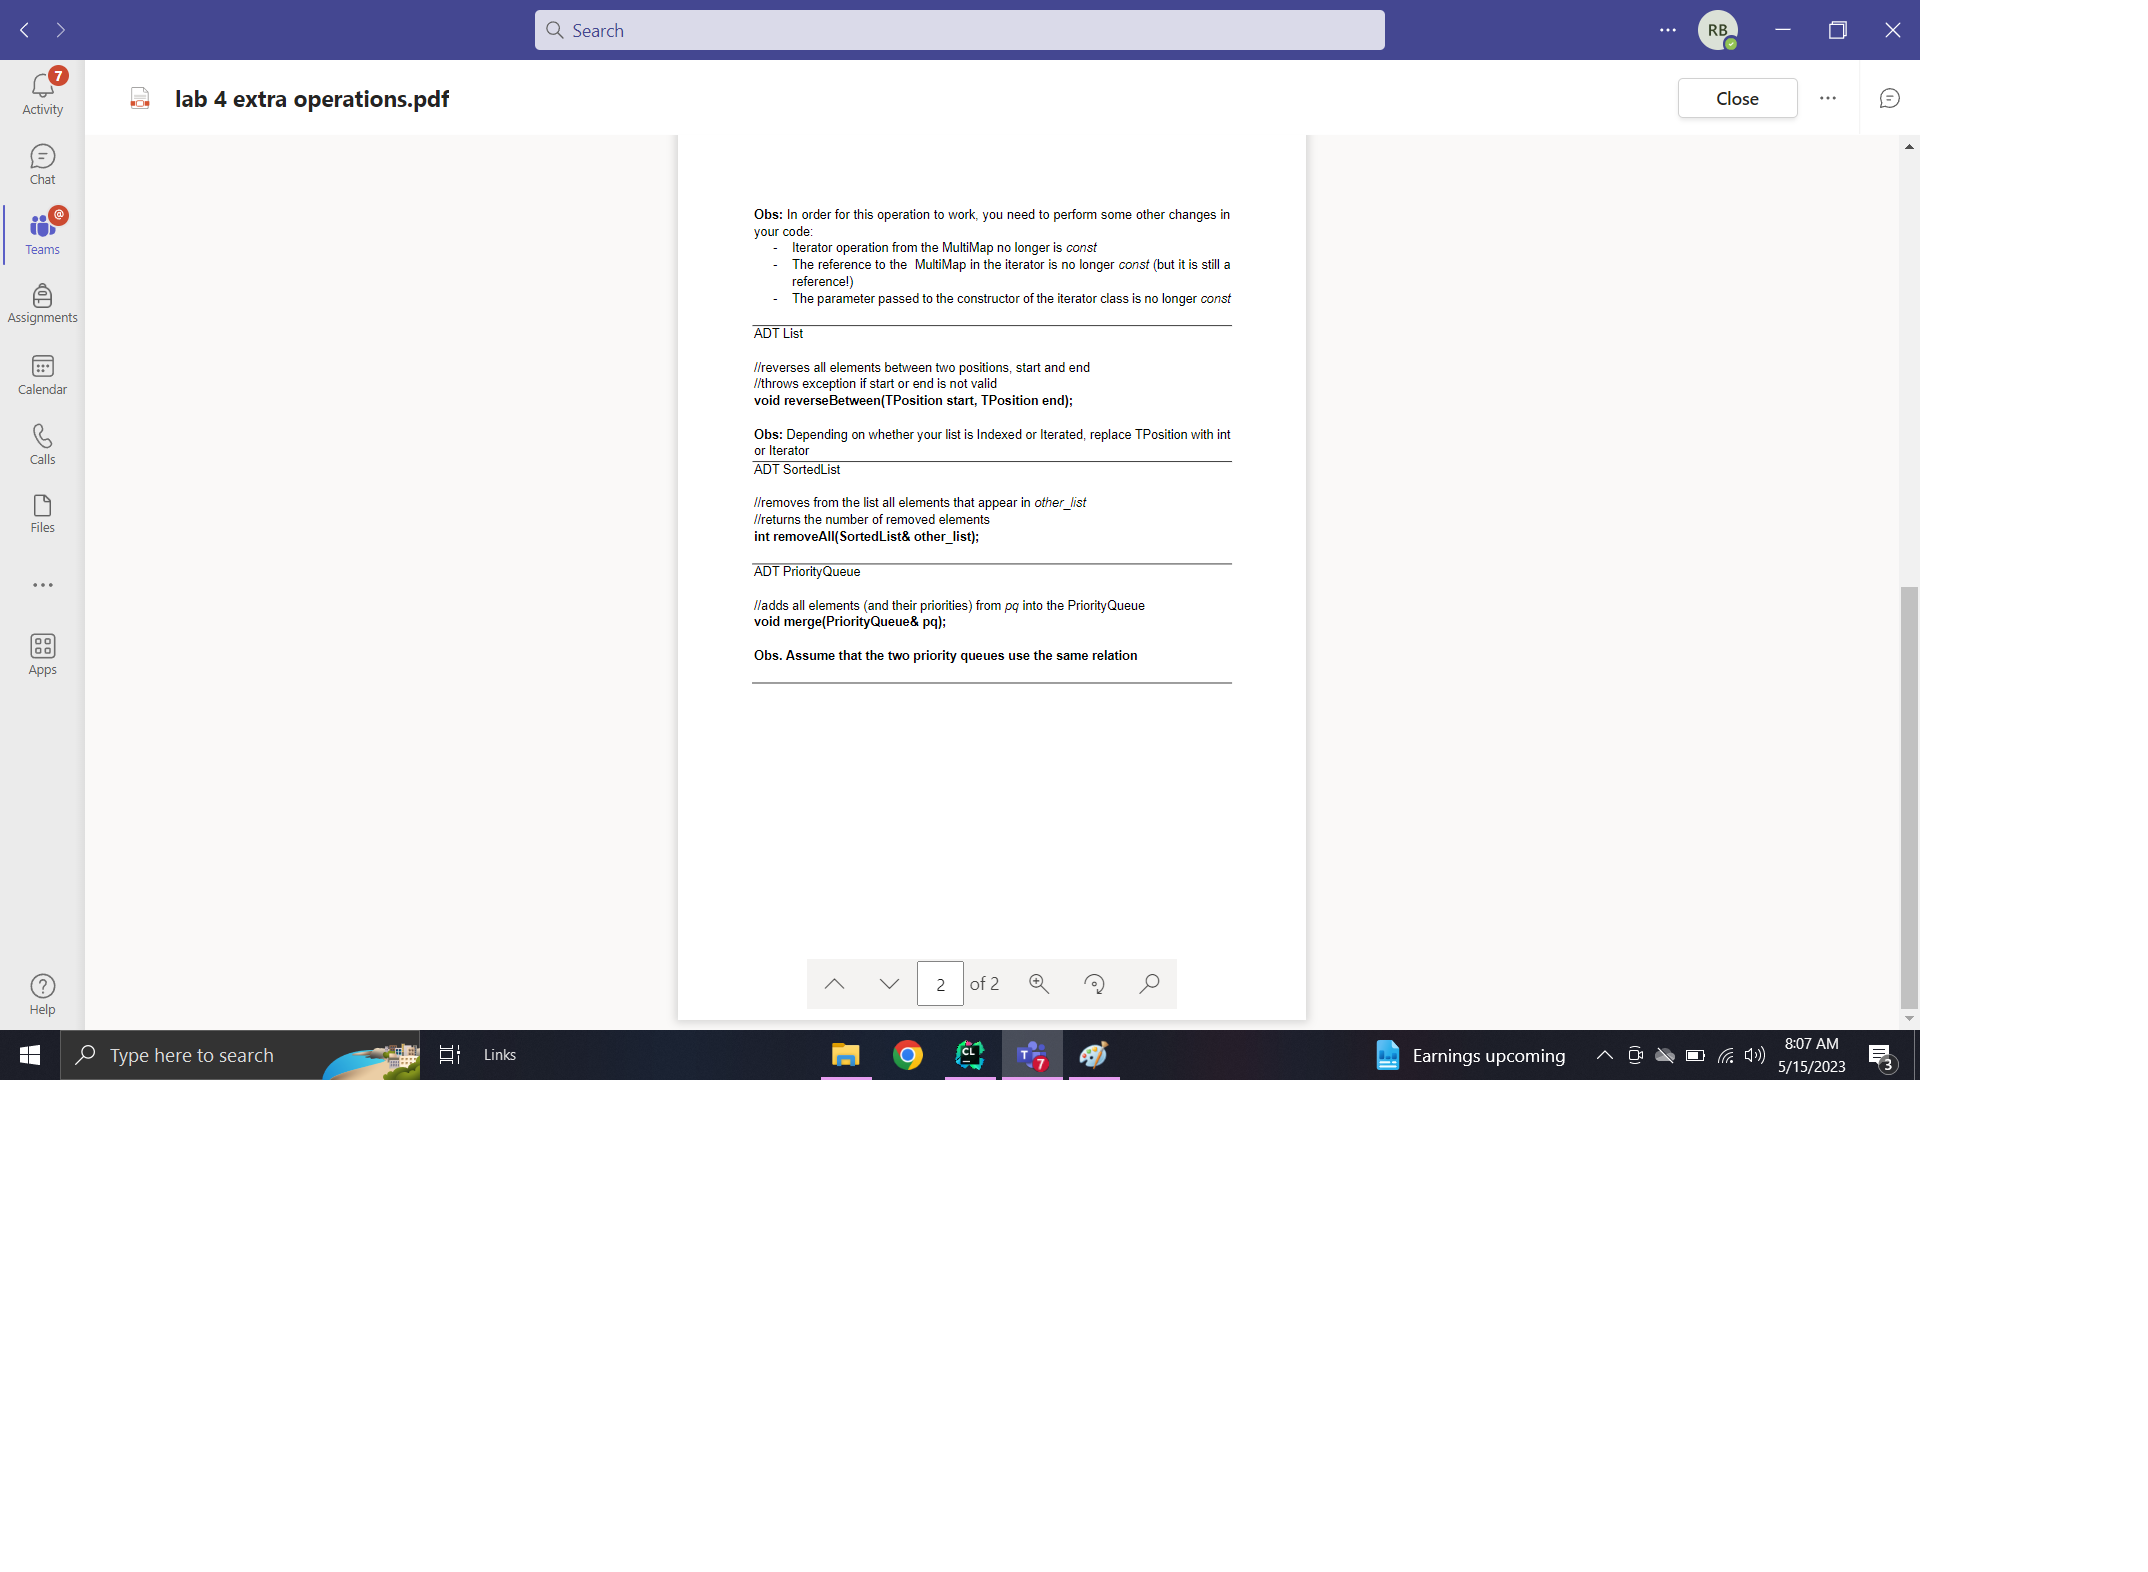 Search
RB
7
Activity
lab 4 extra operations.pdf
Close
Chat
@
Teams
Assignments
Calendar
Calls
Files
Apps
Help
Obs: In order for this operation to work, you need to perform some other changes in
your code:
- Iterator operation from the MultiMap no longer is const
- The reference to the MultiMap in the iterator is no longer const (but it is still a
reference!)
- The parameter passed to the constructor of the iterator class is no longer const
ADT List
//reverses all elements between two positions, start and end
//throws exception if start or end is not valid
void reverseBetween(TPosition start, TPosition end);
Obs: Depending on whether your list is Indexed or Iterated, replace TPosition with int
or Iterator
ADT SortedList
//removes from the list all elements that appear in other_list
//returns the number of removed elements
int removeAll(SortedList& other_list);
ADT PriorityQueue
//adds all elements (and their priorities) from pq into the PriorityQueue
void merge(PriorityQueue& pq);
Obs. Assume that the two priority queues use the same relation
2 of 2
Type here to search
Links
CL
T
7
Earnings upcoming
8:07 AM
5/15/2023
3